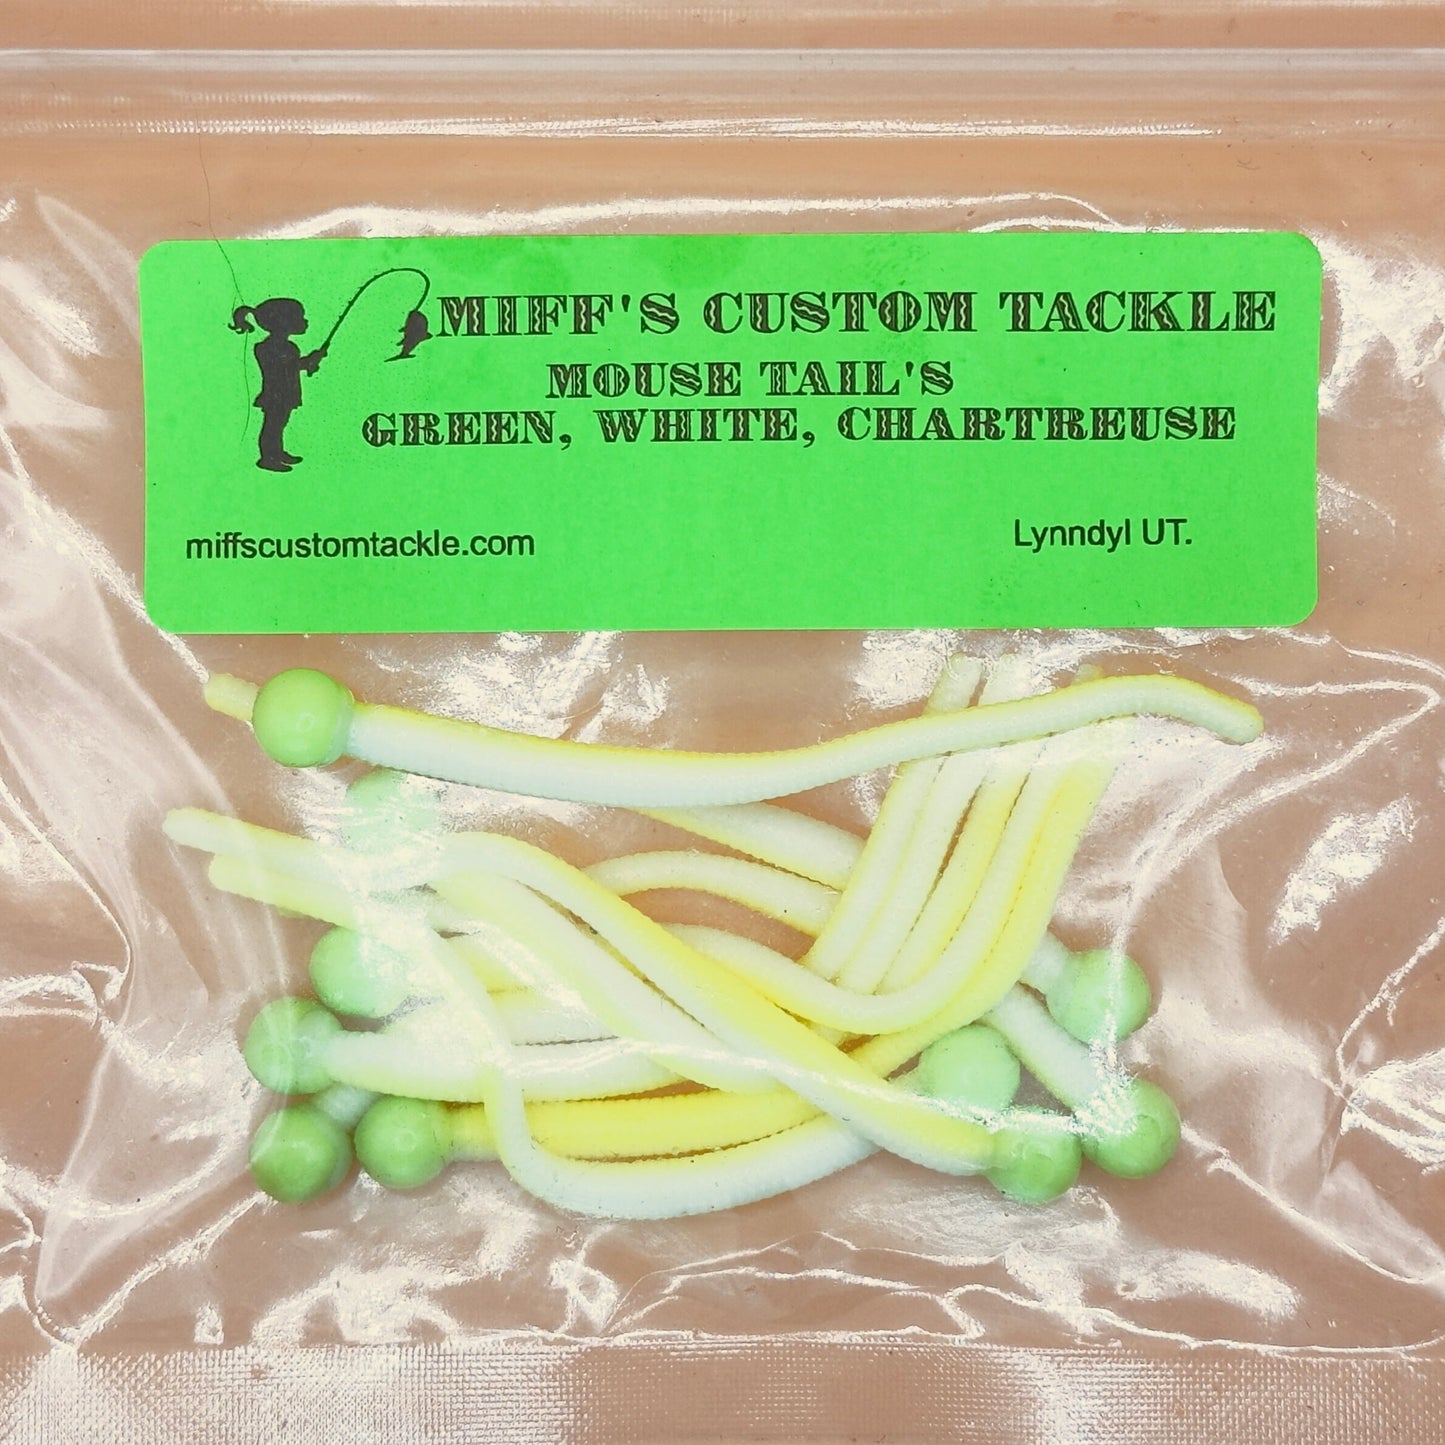 MIFF'S CUSTOM TACKLE
MOUSE TAIL'S
GREEN, WHITE, CHARTREUSE
miffscustomtackle.com
Lynndyl UT.